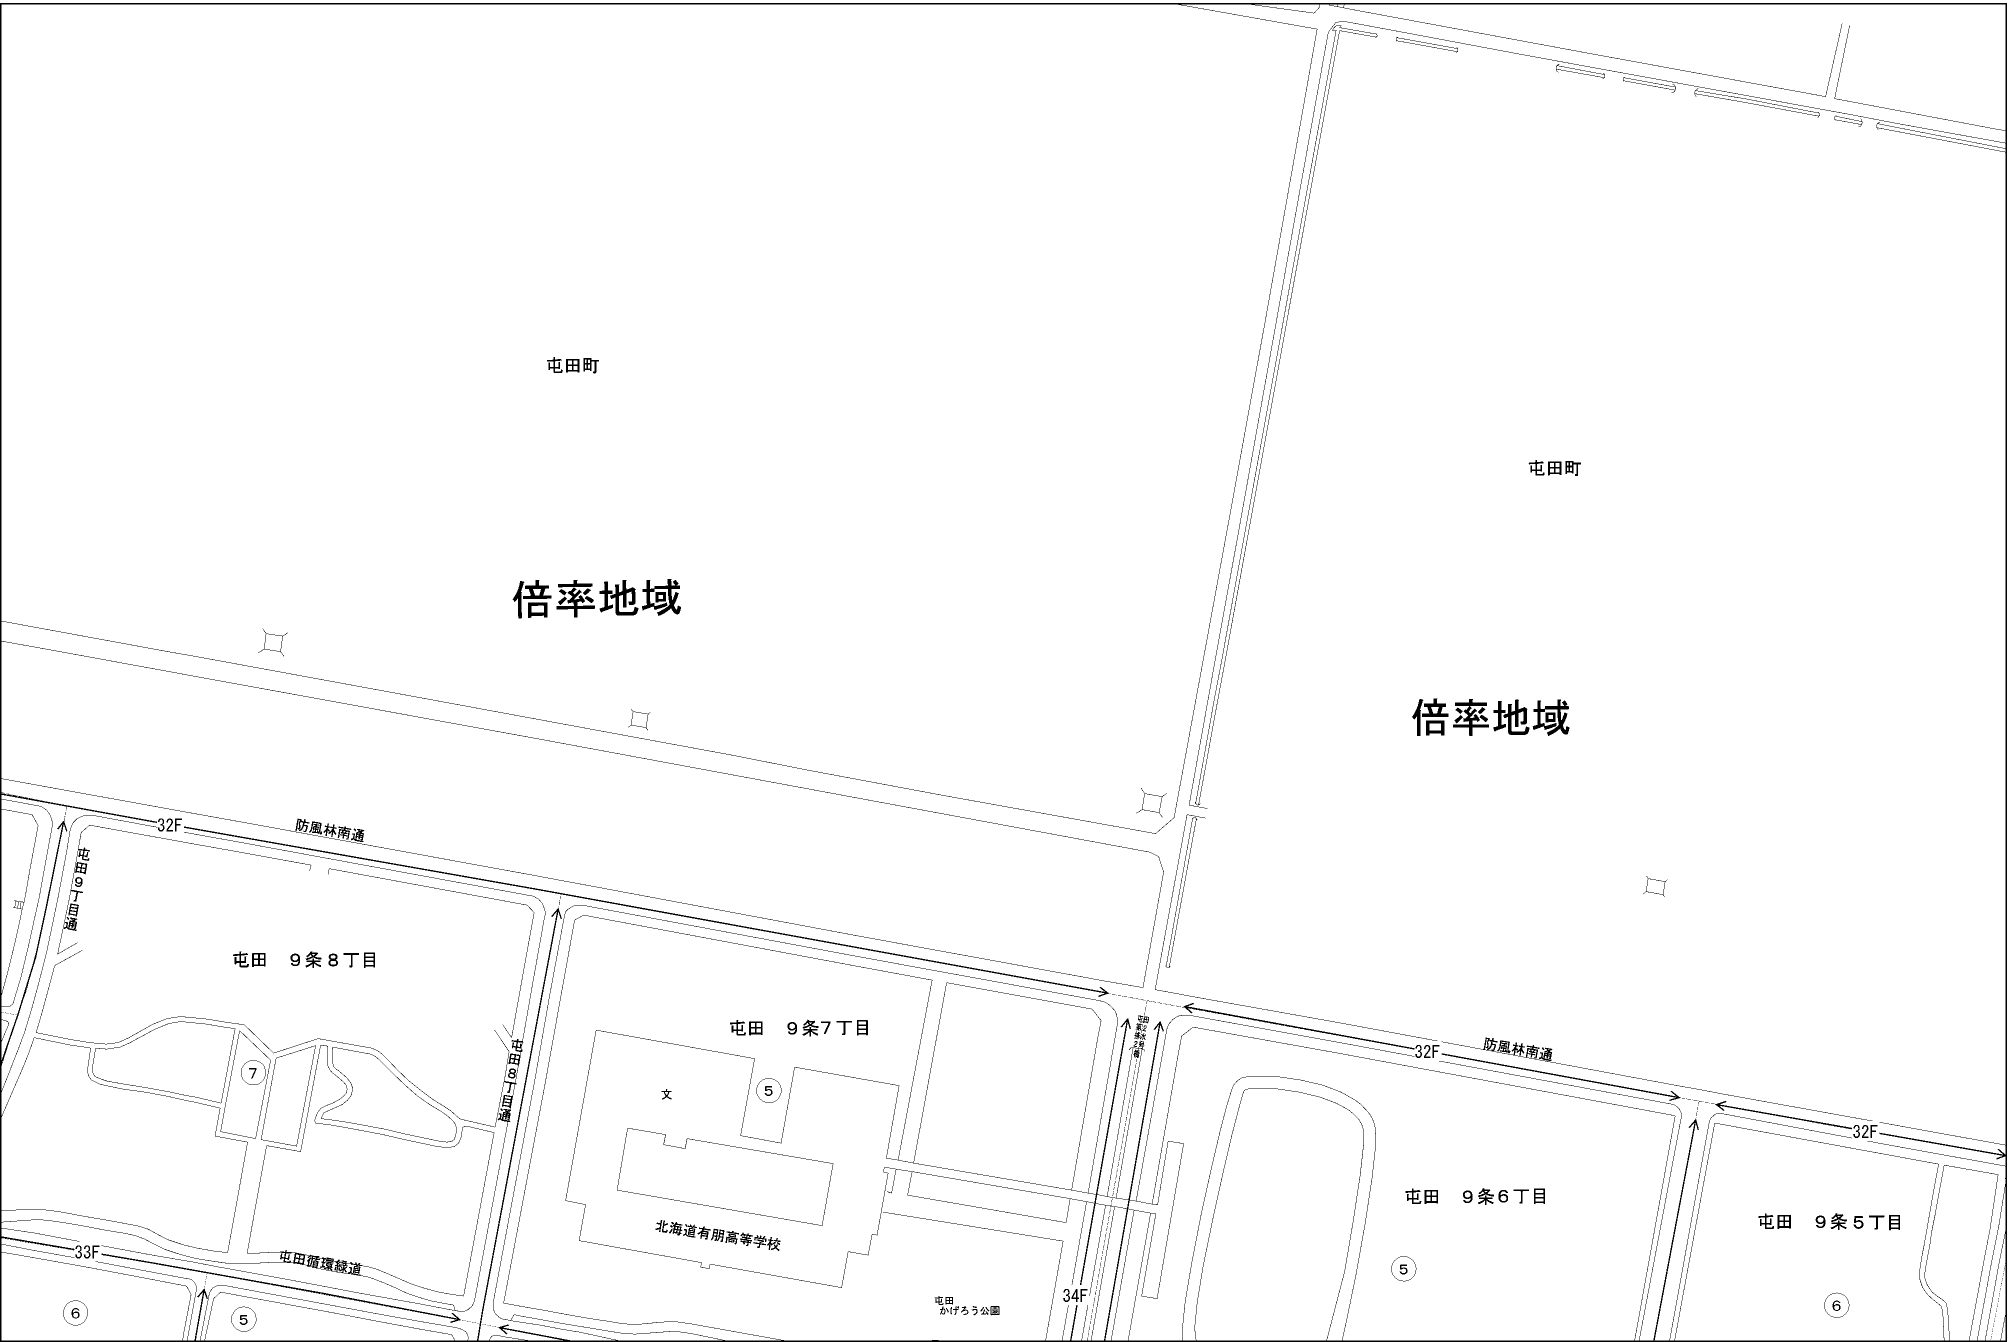 屯田町
屯田町
倍率地域
倍率地域
32F
防風林南通
屯田9丁目通
屯田　９条８丁目
屯田　９条７丁目
防風林南通
32F
屯田8丁目通
⑦
⑤
文
32F
屯田　９条６丁目
屯田　９条５丁目
北海道有朋高等学校
33F
屯田循環緑道
⑤
34F
屯田
かげろう公園
⑥
⑤
⑥